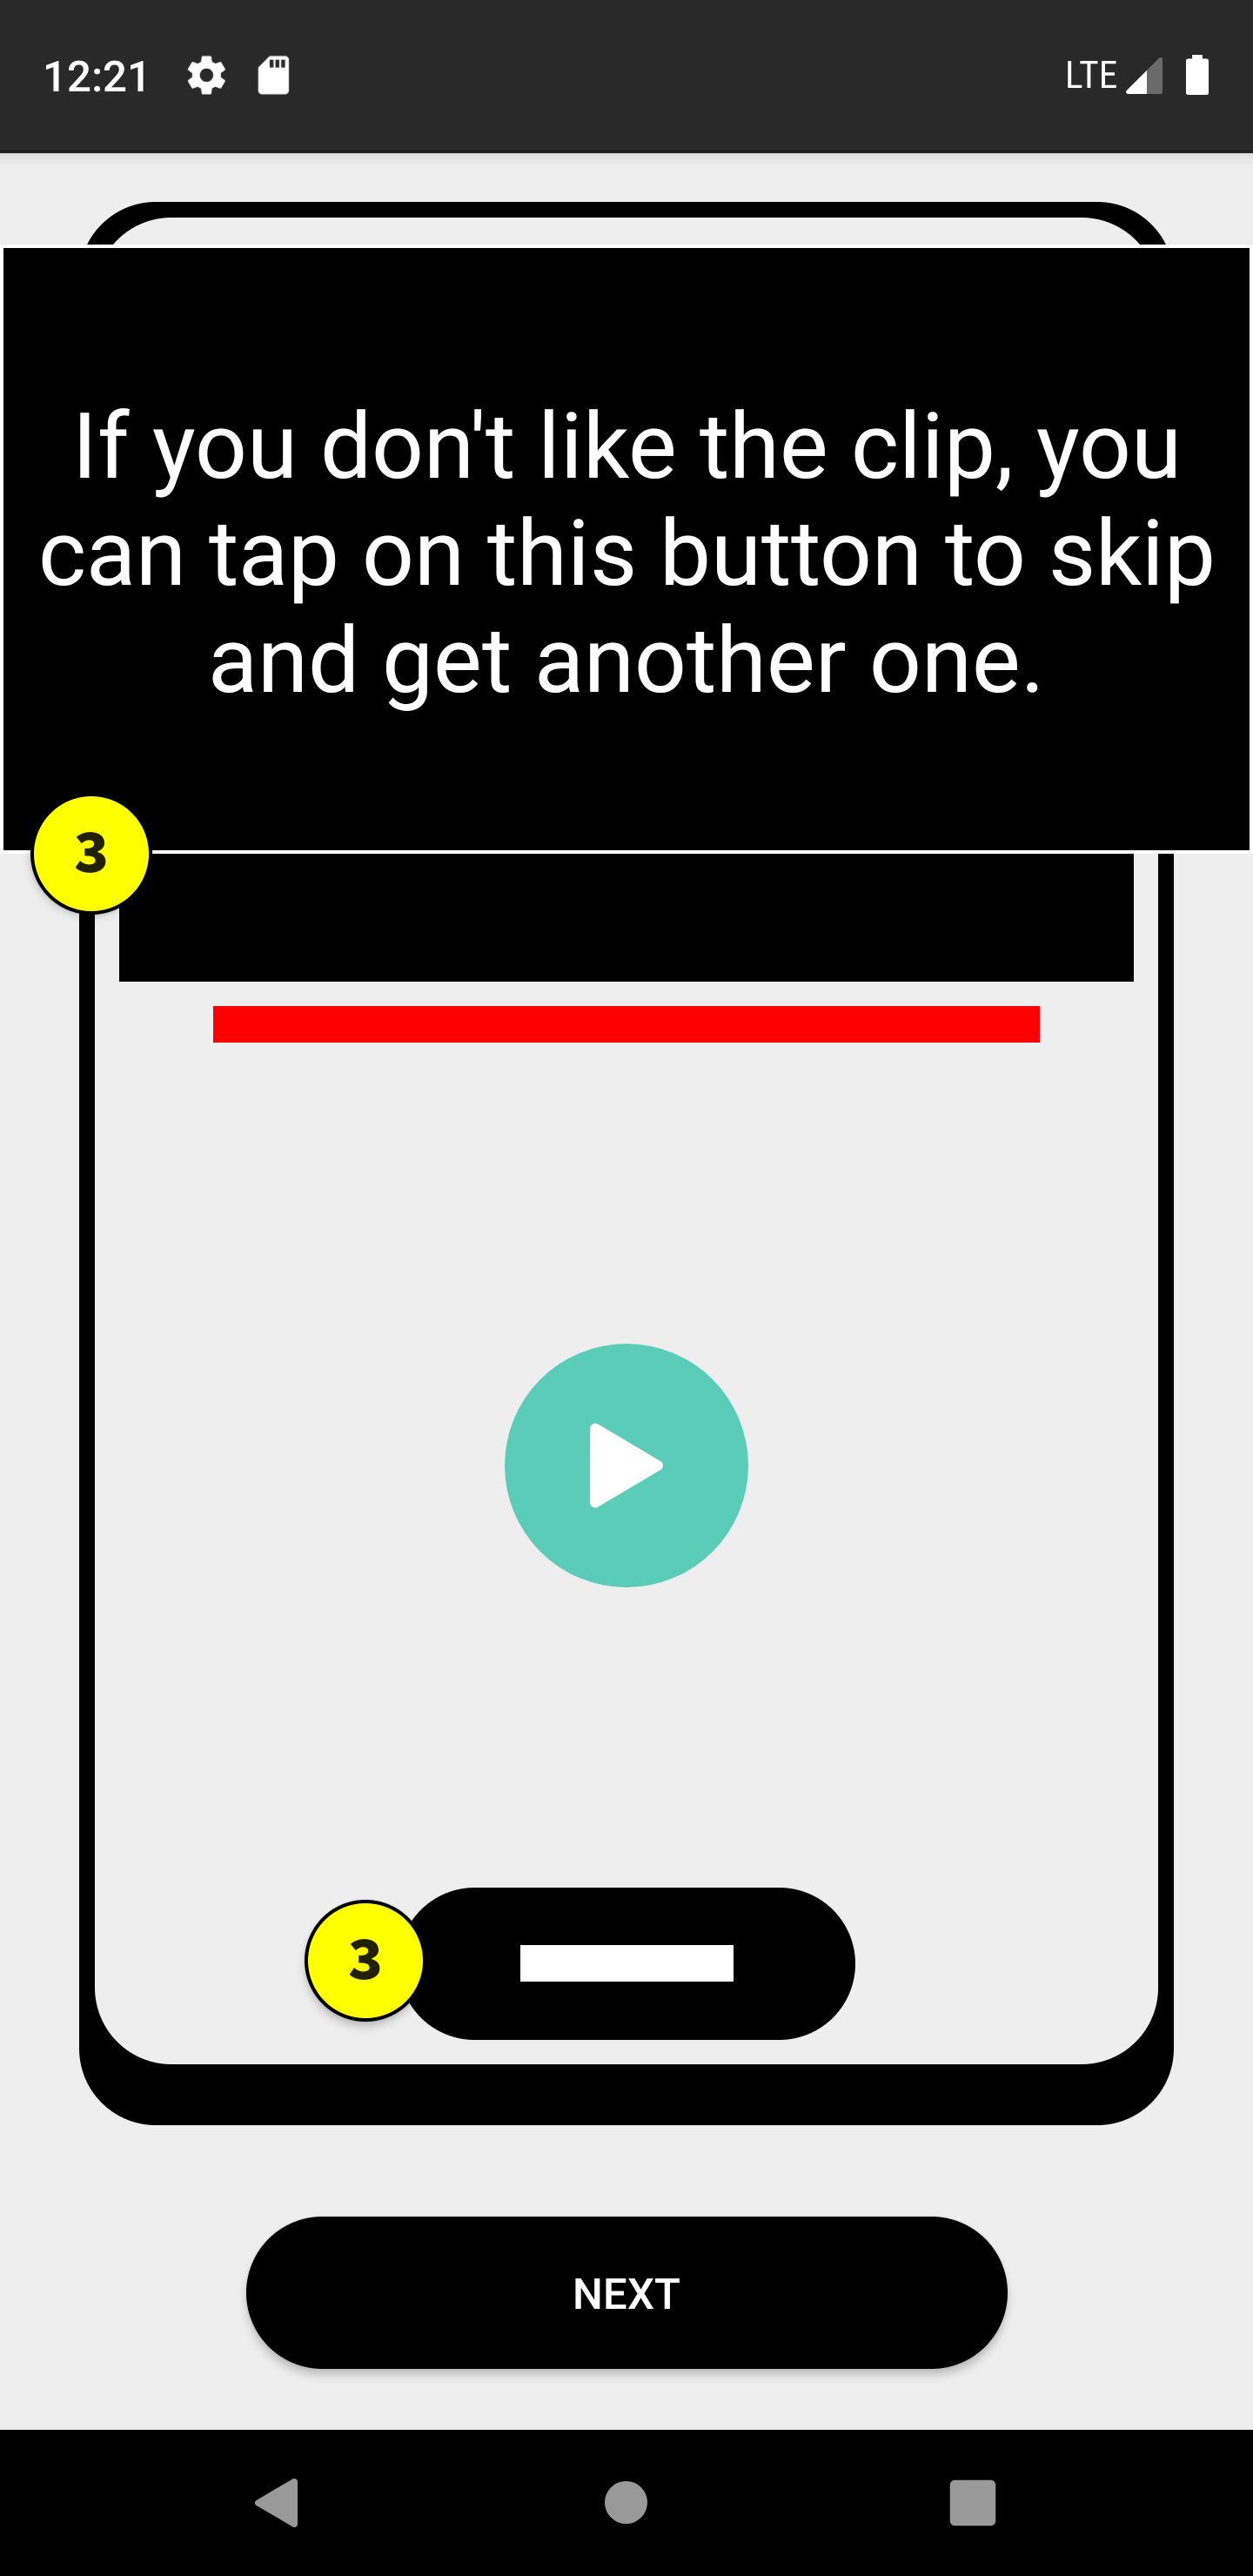 12:21
LTE
If you don't like the clip, you
can tap on this button to skip
and get another one.
3
3
NEXT